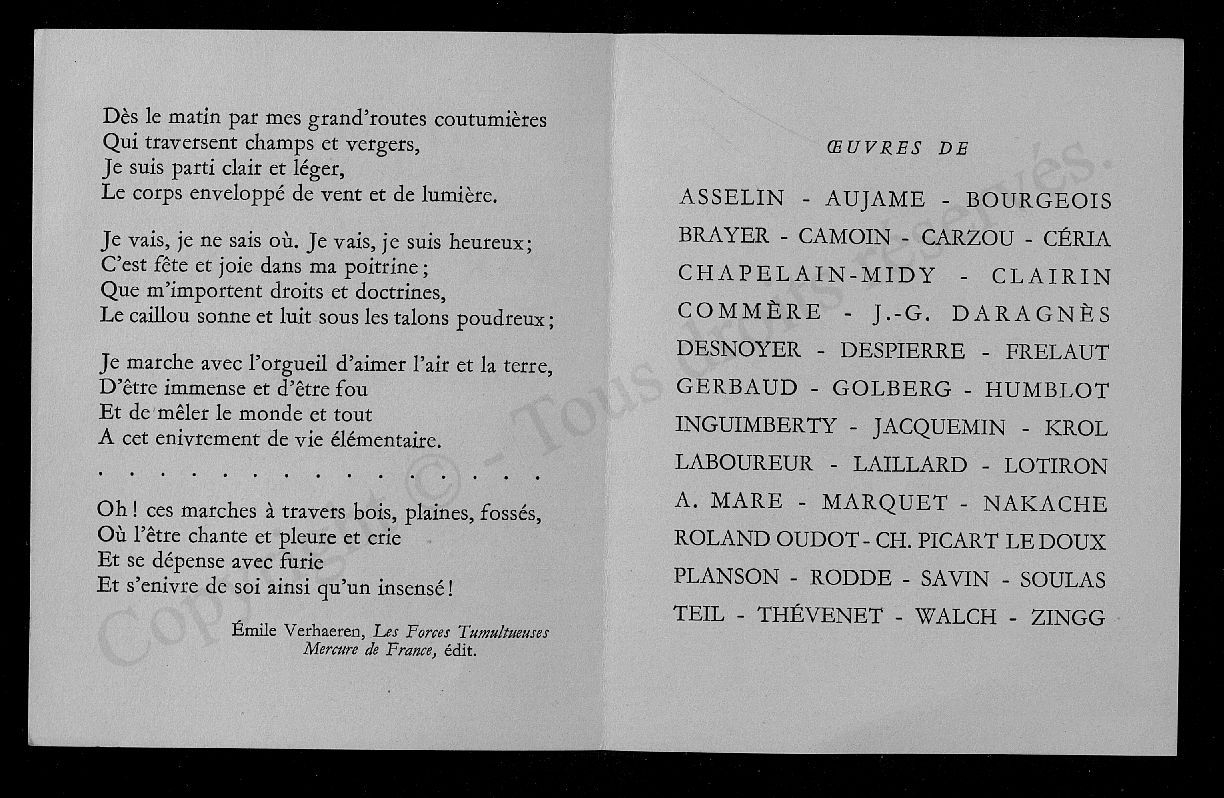 Dès le matin par mes grand'routes coutumières
Qui traversent champs et vergers,
Je suis parti clair et léger,
Le corps enveloppé de vent et de lumière.
Je vais, je ne sais où. Je vais, je suis heureux;
C'est fête et joie dans ma poitrine;
Que m'importent droits et doctrines,
Le caillou sonne et luit sous les talons poudreux;
Je marche avec l'orgueil d'aimer l'air et la terre,
D'être immense et d'être fou
Et de mêler le monde et tout
A cet enivrement de vie élémentaire.
. . . . . . . . . . . . . . .
Oh! ces marches à travers bois, plaines, fossés,
Où l'être chante et pleure et crie
Et se dépense avec furie
Et s'enivre de soi ainsi qu'un insensé!
Émile Verhaeren, Les Forces Tumultueuses
Mercure de France, édit.
ŒUVRES DE
ASSELIN - AUJAME - BOURGEOIS
BRAYER - CAMOIN - CARZOU - CÉRIA
CHAPELAIN-MIDY - CLAIRIN
COMMÈRE - J.-G. DARAGNÈS
DESNOYER - DESPIERRE - FRELAUT
GERBAUD - GOLBERG - HUMBLOT
INGUIMBERTY - JACQUEMIN - KROL
LABOUREUR - LAILLARD - LOTIRON
A. MARE - MARQUET - NAKACHE
ROLAND OUDOT - CH. PICART LE DOUX
PLANSON - RODDE - SAVIN - SOULAS
TEIL - THÉVENET - WALCH - ZINGG
Copyright © - Tous droits réservés.